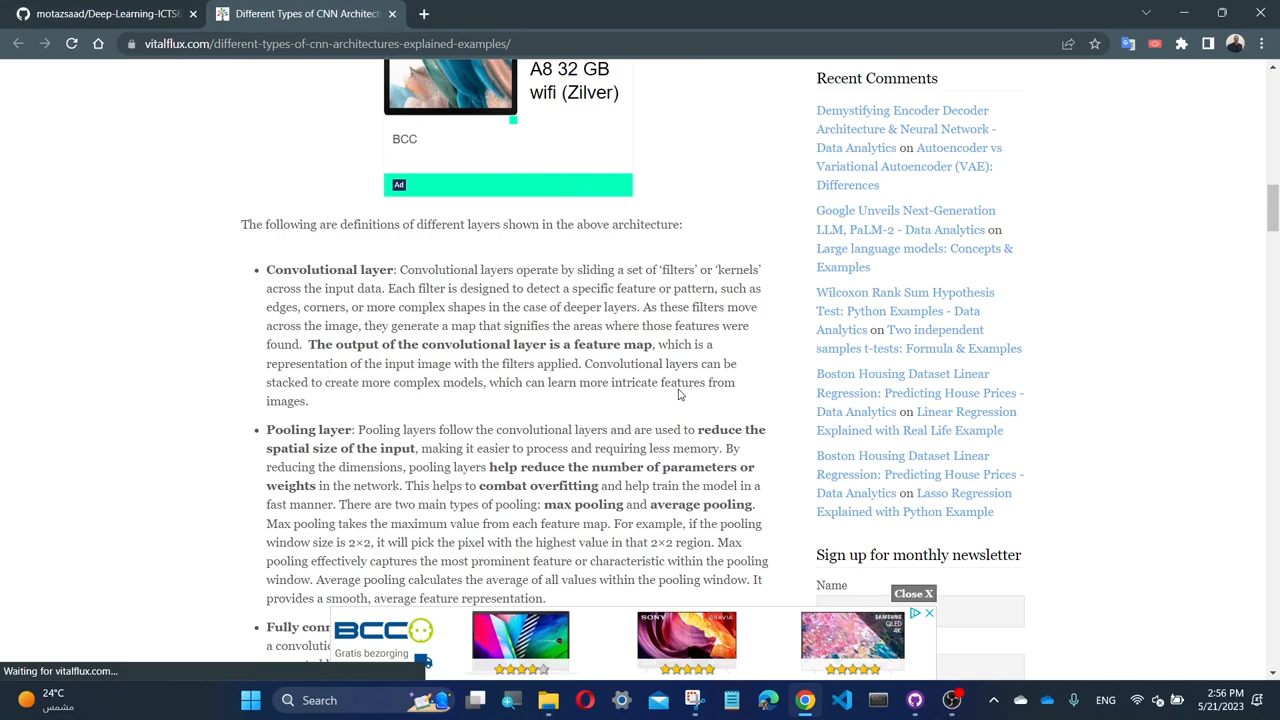 motazsaad/Deep-Learning-ICTS6
Different Types of CNN Architect
vitalflux.com/different-types-of-cnn-architectures-explained-examples/
A8 32 GB
wifi (Zilver)
BCC
Ad
The following are definitions of different layers shown in the above architecture:
Convolutional layer: Convolutional layers operate by sliding a set of ‘filters’ or ‘kernels’
across the input data. Each filter is designed to detect a specific feature or pattern, such as
edges, corners, or more complex shapes in the case of deeper layers. As these filters move
across the image, they generate a map that signifies the areas where those features were
found.  The output of the convolutional layer is a feature map, which is a
representation of the input image with the filters applied. Convolutional layers can be
stacked to create more complex models, which can learn more intricate features from
images.
Pooling layer: Pooling layers follow the convolutional layers and are used to reduce the
spatial size of the input, making it easier to process and requiring less memory. By
reducing the dimensions, pooling layers help reduce the number of parameters or
weights in the network. This helps to combat overfitting and help train the model in a
fast manner. There are two main types of pooling: max pooling and average pooling.
Max pooling takes the maximum value from each feature map. For example, if the pooling
window size is 2×2, it will pick the pixel with the highest value in that 2×2 region. Max
pooling effectively captures the most prominent feature or characteristic within the pooling
window. Average pooling calculates the average of all values within the pooling window. It
provides a smooth, average feature representation.
Fully conn
a convolutio
Recent Comments
Demystifying Encoder Decoder
Architecture & Neural Network -
Data Analytics on Autoencoder vs
Variational Autoencoder (VAE):
Differences
Google Unveils Next-Generation
LLM, PaLM-2 - Data Analytics on
Large language models: Concepts &
Examples
Wilcoxon Rank Sum Hypothesis
Test: Python Examples - Data
Analytics on Two independent
samples t-tests: Formula & Examples
Boston Housing Dataset Linear
Regression: Predicting House Prices -
Data Analytics on Linear Regression
Explained with Real Life Example
Boston Housing Dataset Linear
Regression: Predicting House Prices -
Data Analytics on Lasso Regression
Explained with Python Example
Sign up for monthly newsletter
Name
Close X
BCC
Gratis bezorging
SONY BRAVIA
SAMSUNG
QLED
4K
Waiting for vitalflux.com...
24°C
مشمس
Search
ENG
2:56 PM
5/21/2023